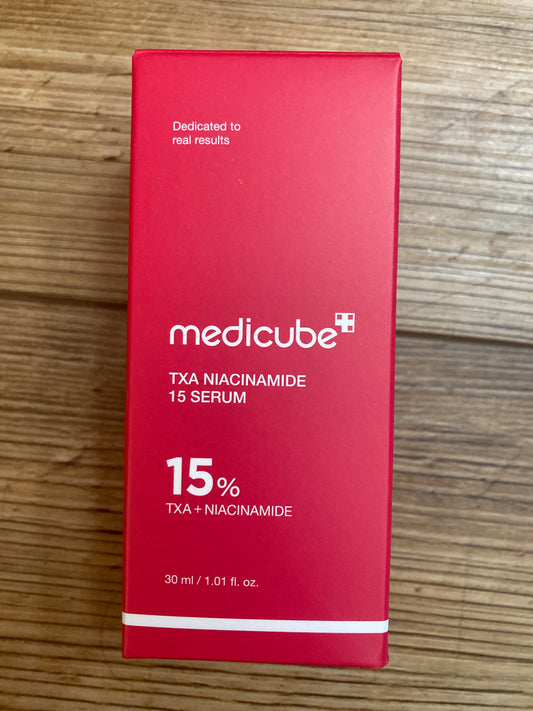 Dedicated to
real results
medicube
TXA NIACINAMIDE
15 SERUM
15%
TXA + NIACINAMIDE
30 ml / 1.01 fl. oz.